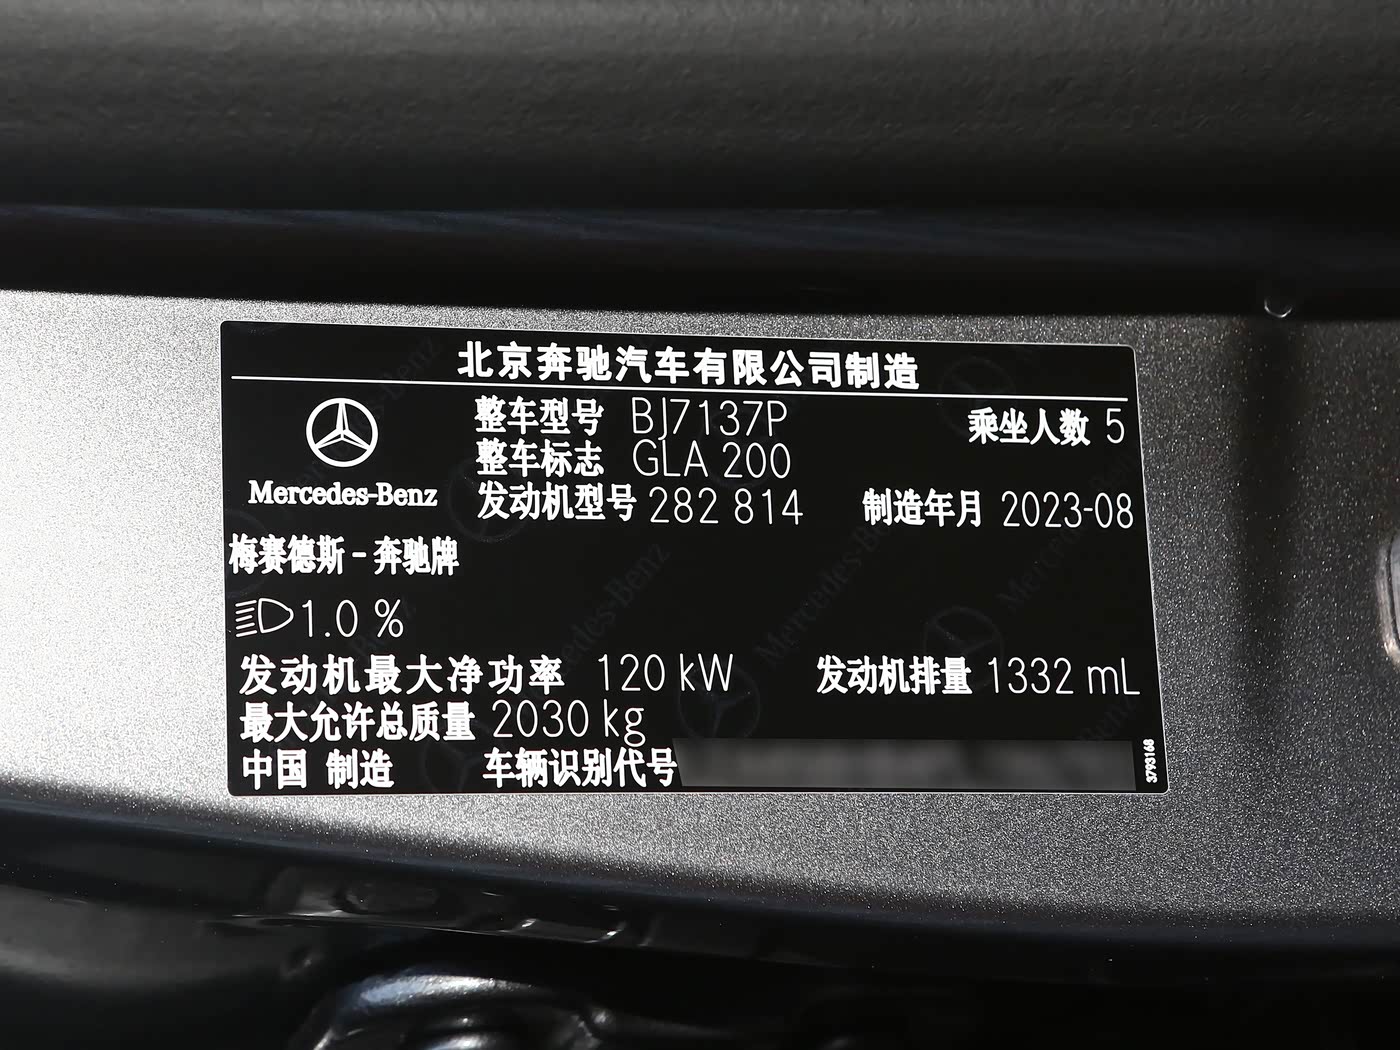 北京奔驰汽车有限公司制造
整车型号 BJ7137P 乘坐人数 5
整车标志 GLA 200
Mercedes-Benz 发动机型号 282 814 制造年月 2023-08
梅赛德斯-奔驰牌
1.0 %
发动机最大净功率 120 kW 发动机排量 1332 mL
最大允许总质量 2030 kg
中国 制造 车辆识别代号
3793168